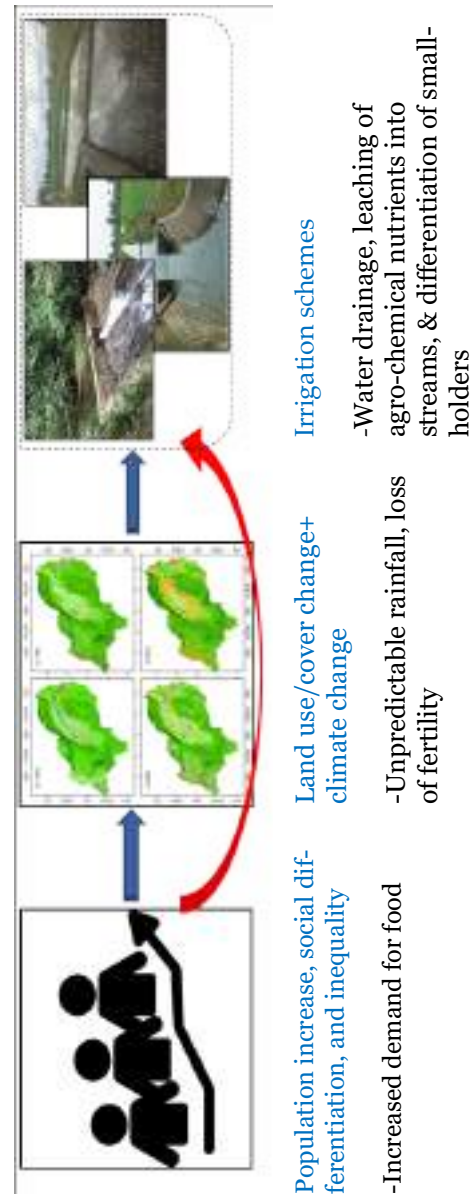 Population increase, social dif-
ferentiation, and inequality
-Increased demand for food
Land use/cover change+
climate change
-Unpredictable rainfall, loss
of fertility
Irrigation schemes
-Water drainage, leaching of
agro-chemical nutrients into
streams, & differentiation of small-
holders